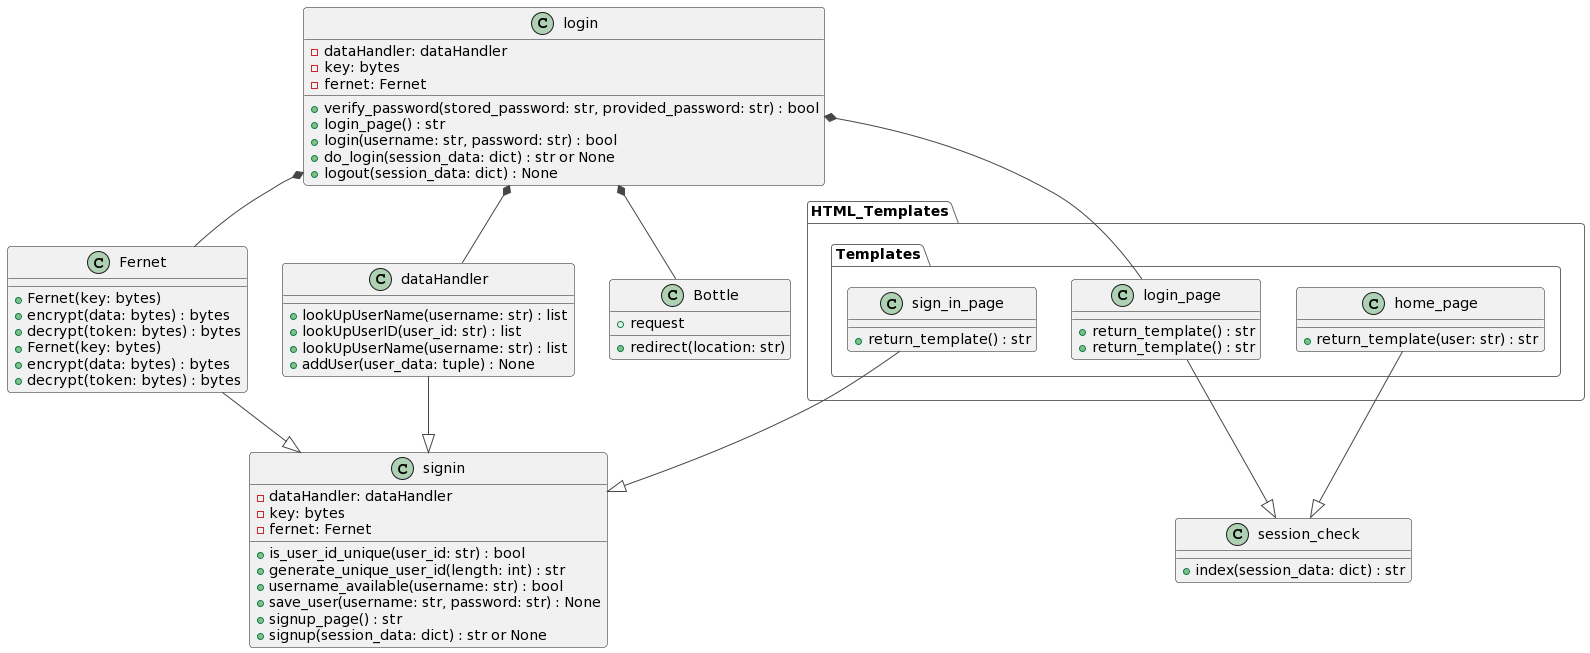 C login
dataHandler: dataHandler
key: bytes
fernet: Fernet
verify_password(stored_password: str, provided_password: str) : bool
login_page() : str
login(username: str, password: str) : bool
do_login(session_data: dict) : str or None
logout(session_data: dict) : None
HTML_Templates
Templates
C Fernet
Fernet(key: bytes)
encrypt(data: bytes) : bytes
decrypt(token: bytes) : bytes
Fernet(key: bytes)
encrypt(data: bytes) : bytes
decrypt(token: bytes) : bytes
C dataHandler
lookUpUserName(username: str) : list
lookUpUserID(user_id: str) : list
lookUpUserName(username: str) : list
addUser(user_data: tuple) : None
C Bottle
request
redirect(location: str)
C sign_in_page
return_template() : str
C login_page
return_template() : str
return_template() : str
C home_page
return_template(user: str) : str
C signin
dataHandler: dataHandler
key: bytes
fernet: Fernet
is_user_id_unique(user_id: str) : bool
generate_unique_user_id(length: int) : str
username_available(username: str) : bool
save_user(username: str, password: str) : None
signup_page() : str
signup(session_data: dict) : str or None
C session_check
index(session_data: dict) : str